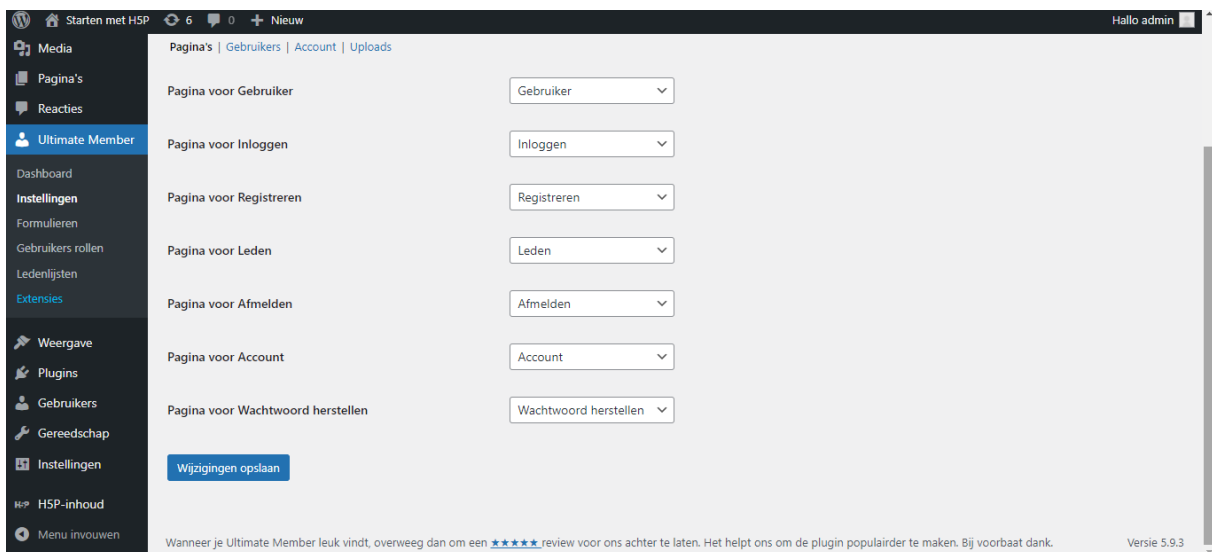 Starten met H5P 6 0 + Nieuw Hallo admin
Media
Pagina's
Reacties
Ultimate Member
Dashboard
Instellingen
Formulieren
Gebruikers rollen
Ledenlijsten
Extensies
Weergave
Plugins
Gebruikers
Gereedschap
Instellingen
H5P H5P-inhoud
Menu invouwen
Pagina's | Gebruikers | Account | Uploads
Pagina voor Gebruiker Gebruiker
Pagina voor Inloggen Inloggen
Pagina voor Registreren Registreren
Pagina voor Leden Leden
Pagina voor Afmelden Afmelden
Pagina voor Account Account
Pagina voor Wachtwoord herstellen Wachtwoord herstellen
Wijzigingen opslaan
Wanneer je Ultimate Member leuk vindt, overweeg dan om een ★★★★★ review voor ons achter te laten. Het helpt ons om de plugin populairder te maken. Bij voorbaat dank. Versie 5.9.3